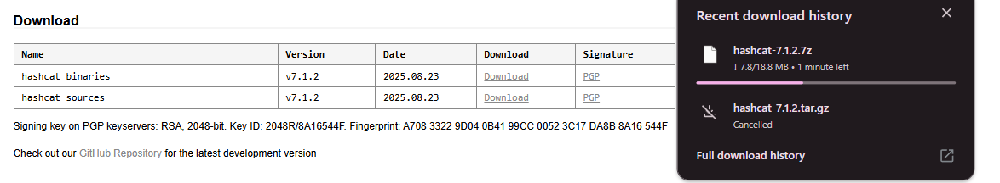 Download
Name Version Date Download Signature
hashcat binaries v7.1.2 2025.08.23 Download PGP
hashcat sources v7.1.2 2025.08.23 Download PGP
Signing key on PGP keyservers: RSA, 2048-bit. Key ID: 2048R/8A16544F. Fingerprint: A708 3322 9D04 0B41 99CC 0052 3C17 DA8B 8A16 544F
Check out our GitHub Repository for the latest development version
Recent download history
hashcat-7.1.2.7z
↓ 7.8/18.8 MB • 1 minute left
hashcat-7.1.2.tar.gz
Cancelled
Full download history